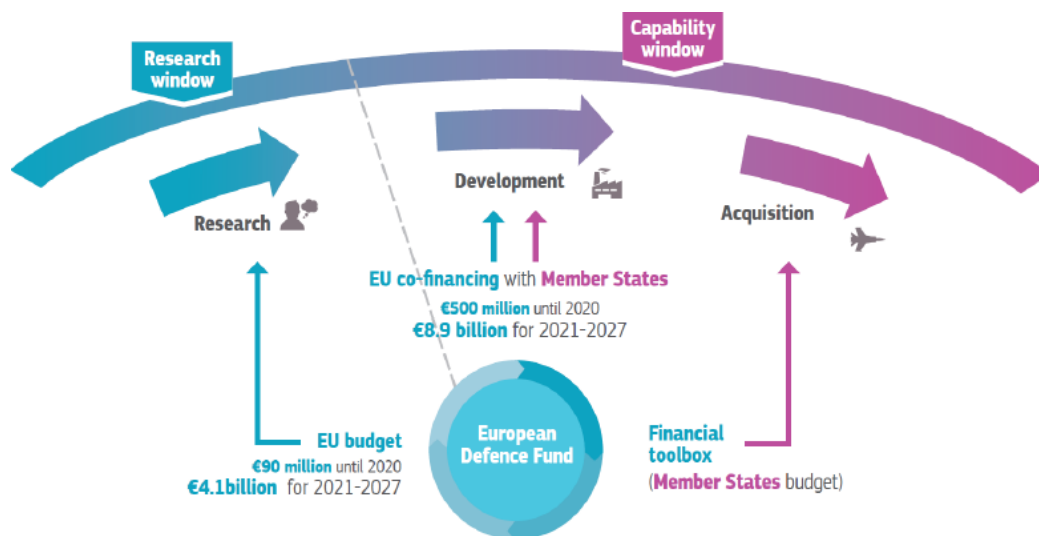 Research
window
Capability
window
Research
Development
Acquisition
EU co-financing with Member States
€500 million until 2020
€8.9 billion for 2021-2027
European
Defence Fund
EU budget
€90 million until 2020
€4.1billion for 2021-2027
Financial
toolbox
(Member States budget)